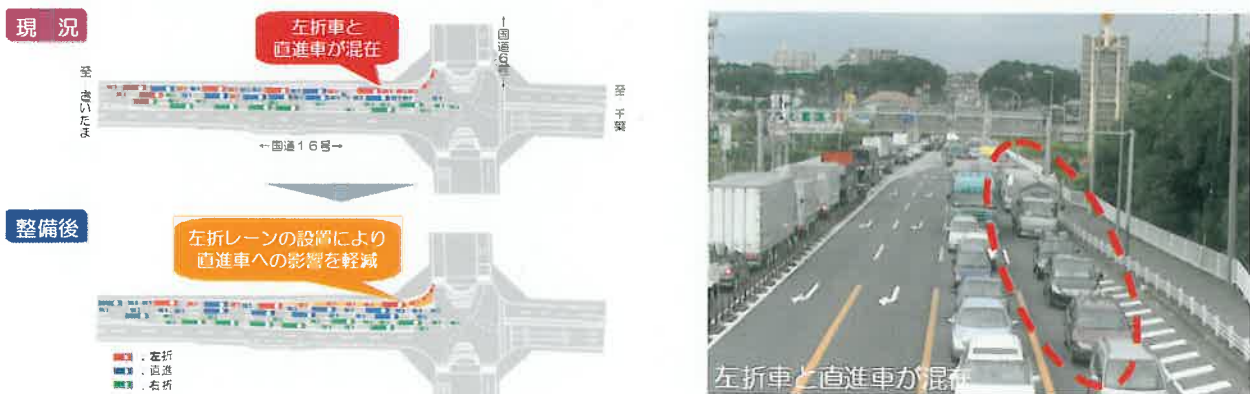 現 況
左折車と
直進車が混在
←国道6号→
至 さいたま
至 千葉
←国道16号→
整備後
左折レーンの設置により
直進車への影響を軽減
:左折
:直進
:右折
左折車と直進車が混在